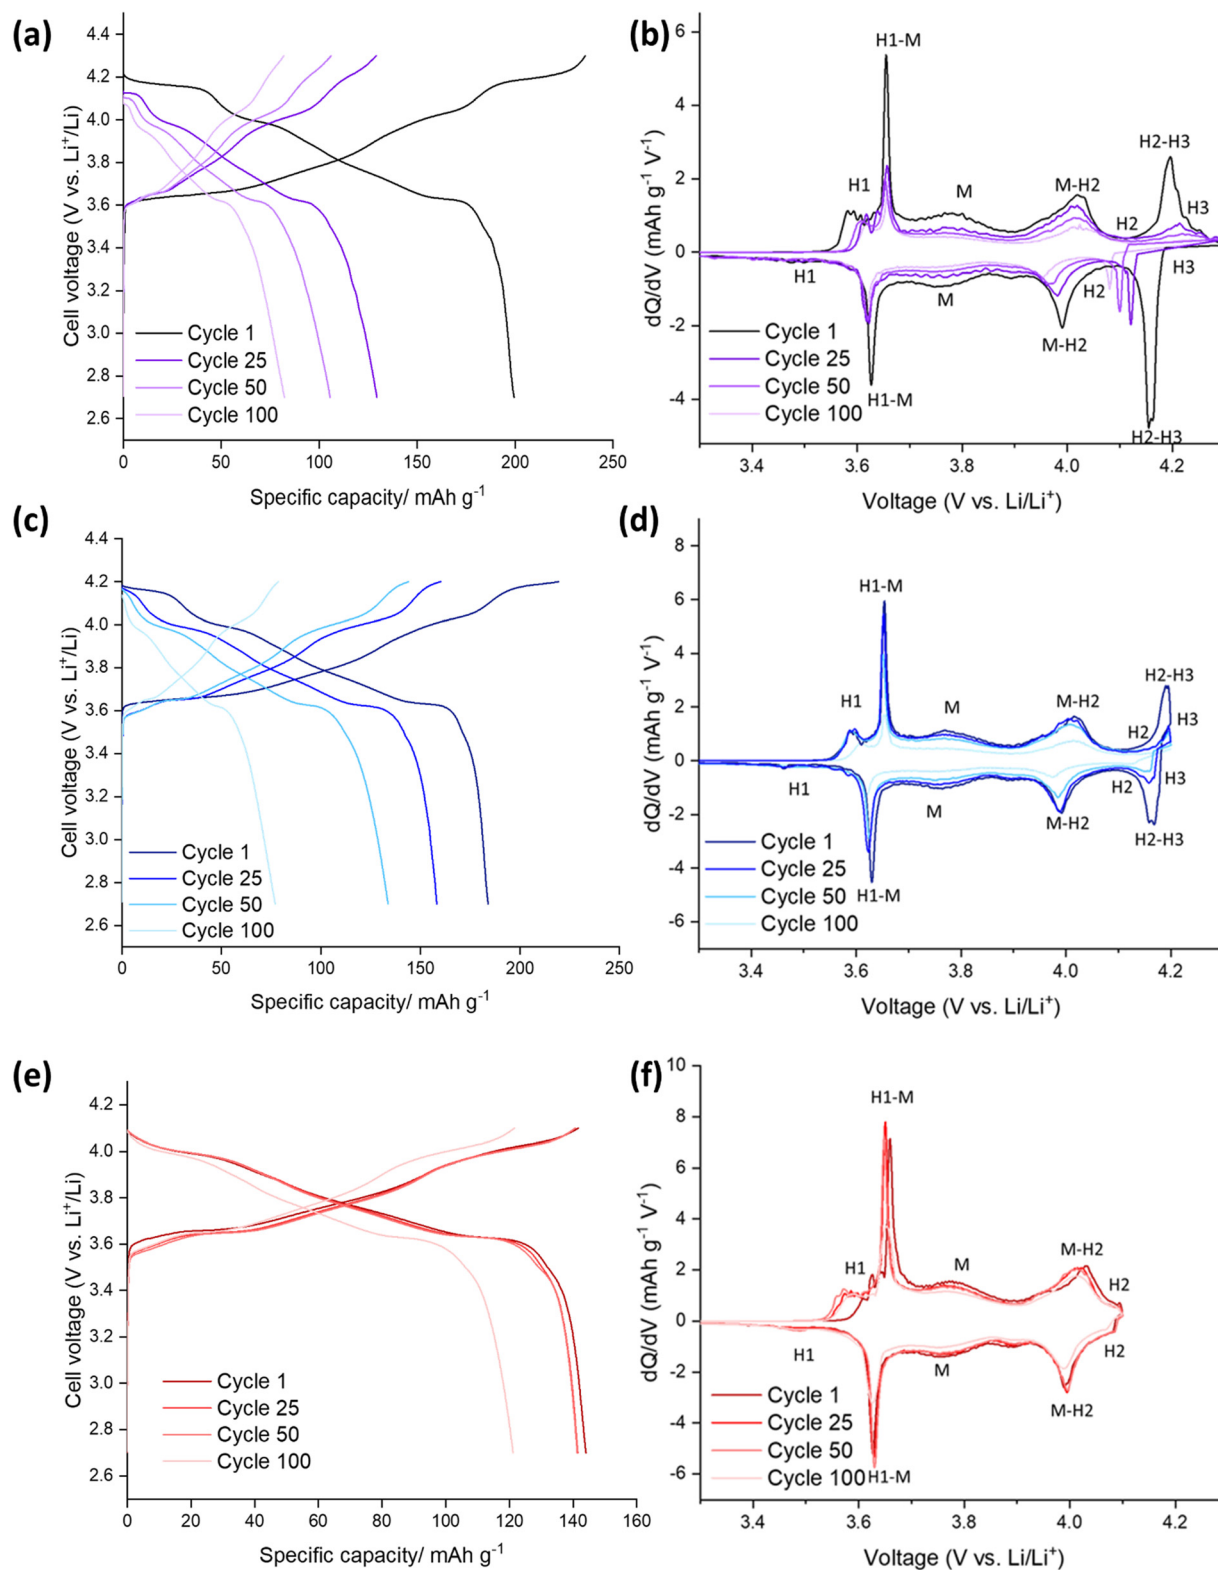 (a)
4.4
4.2
4.0
3.8
3.6
3.3
3.0
2.8
2.6
Cell voltage (V vs. Li⁺/Li)
Cycle 1
Cycle 25
Cycle 50
Cycle 100
0 50 100 150 200 250
Specific capacity/ mAh g⁻¹
(b)
6
4
2
0
-2
-4
dQ/dV (mAh g⁻¹ V⁻¹)
H1-M
H2-H3
H1
M
M-H2
H2
H3
H1
M
H2
H3
M-H2
H1-M
H2-H3
Cycle 1
Cycle 25
Cycle 50
Cycle 100
3.4 3.6 3.8 4.0 4.2
Voltage (V vs. Li/Li⁺)
(c)
4.4
4.2
4.0
3.8
3.6
3.4
3.2
3.0
2.8
2.6
Cell voltage (V vs. Li⁺/Li)
Cycle 1
Cycle 25
Cycle 50
Cycle 100
0 50 100 150 200 250
Specific capacity/ mAh g⁻¹
(d)
8
6
4
2
0
-2
-4
-6
dQ/dV (mAh g⁻¹ V⁻¹)
H1-M
H2-H3
H1
M
M-H2
H2
H3
H1
M
H2
H3
M-H2
H2-H3
H1-M
Cycle 1
Cycle 25
Cycle 50
Cycle 100
3.4 3.6 3.8 4.0 4.2
Voltage (V vs. Li/Li⁺)
(e)
4.2
4.0
3.8
3.6
3.4
3.2
3.0
2.8
2.6
Cell voltage (V vs. Li⁺/Li)
Cycle 1
Cycle 25
Cycle 50
Cycle 100
0 20 40 60 80 100 120 140 160
Specific capacity/ mAh g⁻¹
(f)
10
8
6
4
2
0
-2
-4
-6
dQ/dV (mAh g⁻¹ V⁻¹)
H1-M
H1
M
M-H2
H2
H1
M
H2
M-H2
H1-M
Cycle 1
Cycle 25
Cycle 50
Cycle 100
3.4 3.6 3.8 4.0 4.2
Voltage (V vs. Li/Li⁺)